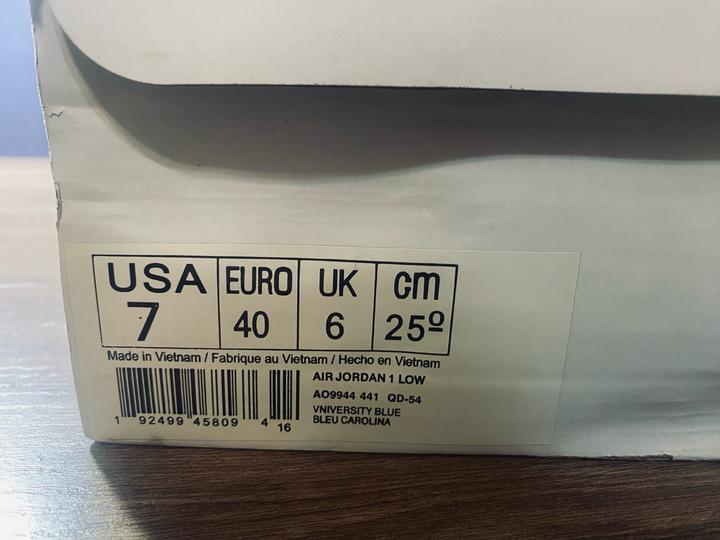 USA EURO UK cm
7 40 6 25º
Made in Vietnam / Fabrique au Vietnam / Hecho en Vietnam
AIR JORDAN 1 LOW
AO9944 441 QD-54
VNIVERSITY BLUE
BLEU CAROLINA
1 92499 45809 4 16